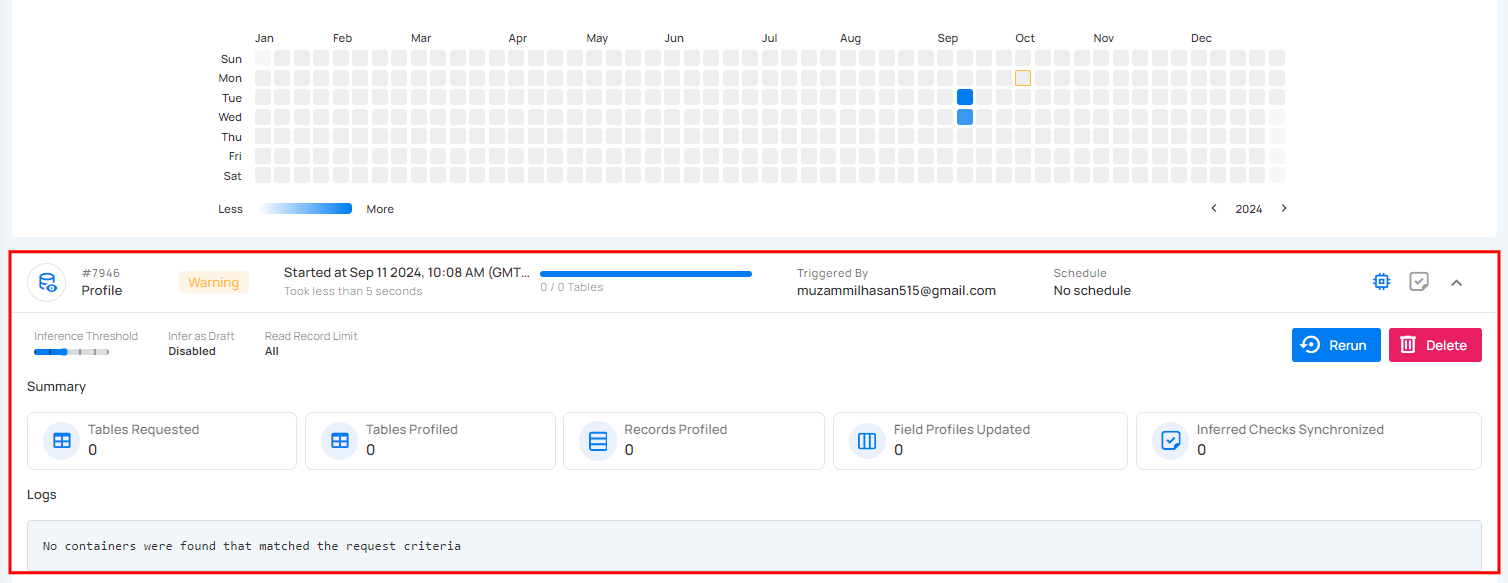 Jan Feb Mar Apr May Jun Jul Aug Sep Oct Nov Dec
Sun
Mon
Tue
Wed
Thu
Fri
Sat
Less More 2024
#7946
Profile
Warning
Started at Sep 11 2024, 10:08 AM (GMT...
Took less than 5 seconds
0 / 0 Tables
Triggered By
muzammilhasan515@gmail.com
Schedule
No schedule
Inference Threshold
Infer as Draft
Disabled
Read Record Limit
All
Rerun
Delete
Summary
Tables Requested
0
Tables Profiled
0
Records Profiled
0
Field Profiles Updated
0
Inferred Checks Synchronized
0
Logs
No containers were found that matched the request criteria